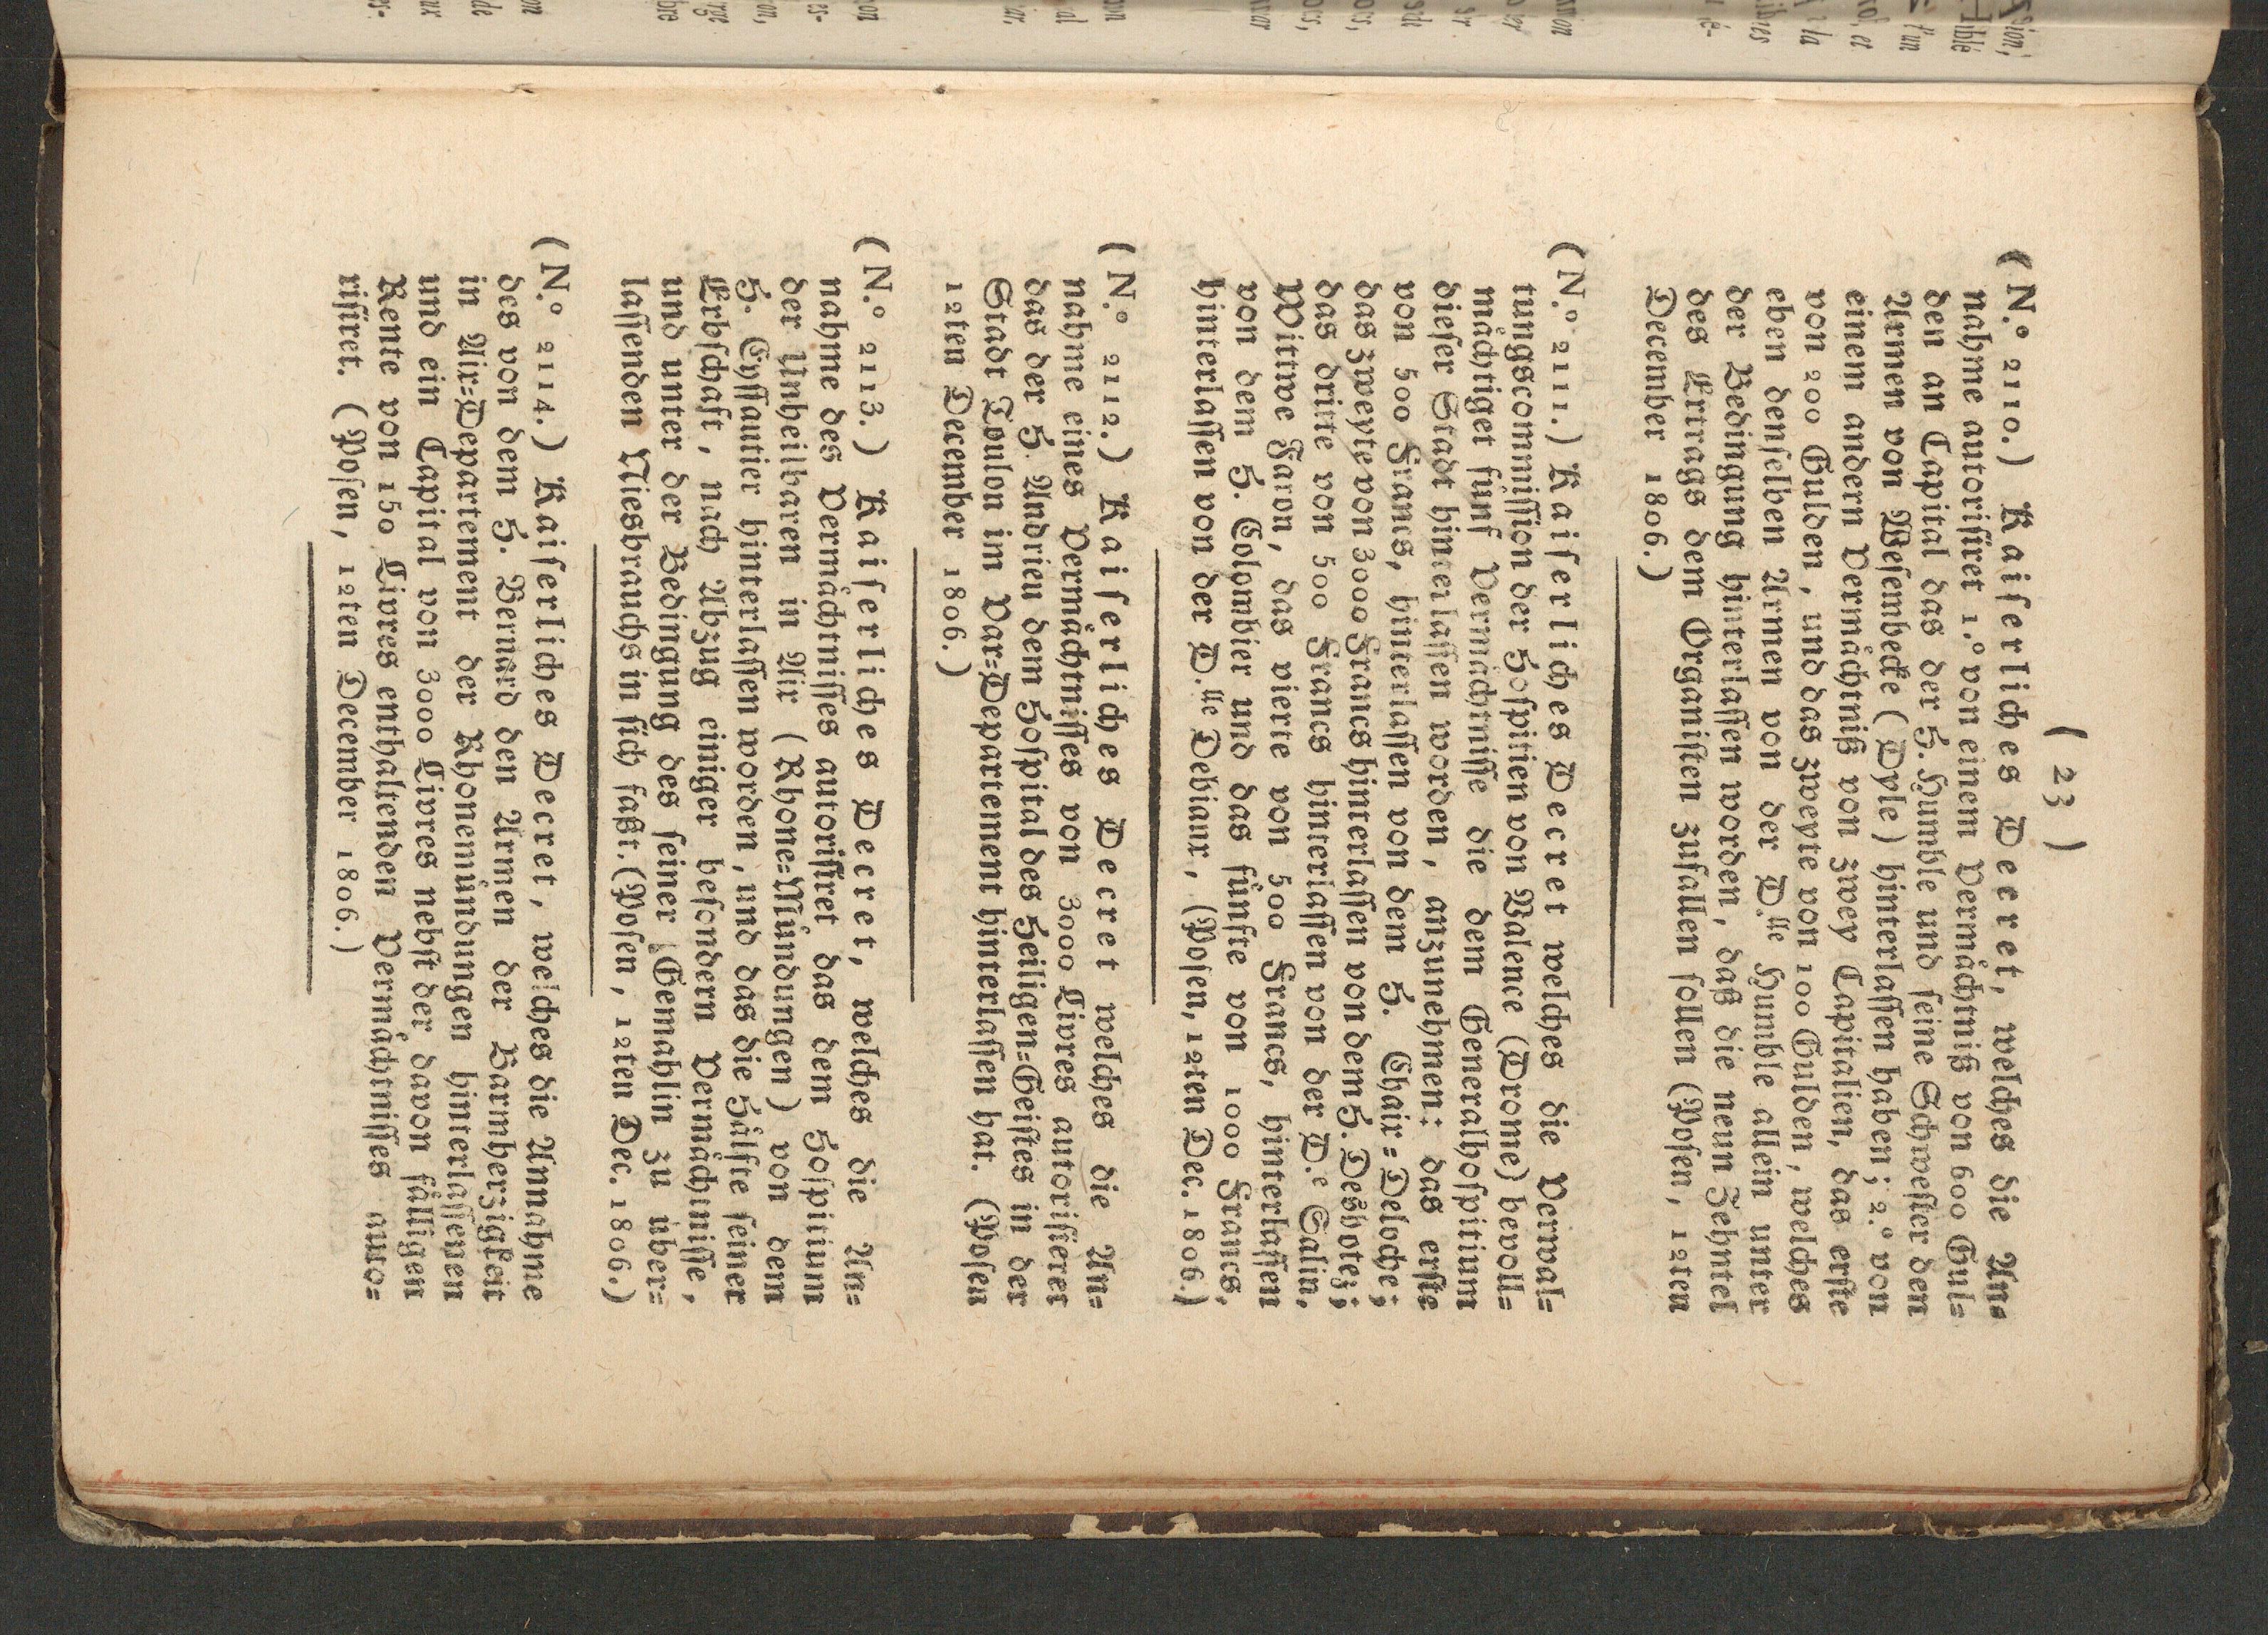 ( 23 )
(N.° 2110.) Kaiserliches Decret, welches die An=
nahme autorisiret 1.° von einem Vermächtniß von 600 Gul=
den an Capital das der H. Humble und seine Schwester den
Armen von Wesembecke (Dyle) hinterlassen haben; 2.° von
einem andern Vermächtniß von zwey Capitalien, das erste
von 200 Gulden, und das zweyte von 100 Gulden, welches
eben denselben Armen von der D.lle Humble allein unter
der Bedingung hinterlassen worden, daß die neun Zehntel
des Ertrags dem Organisten zufallen sollen (Posen, 12ten
December 1806.)
(N.° 2111.) Kaiserliches Decret welches die Verwal=
tungscommission der Hospitien von Valence (Drome) bevoll=
mächtiget fünf Vermächtnisse die dem Generalhospitium
dieser Stadt hinterlassen worden, anzunehmen: das erste
von 500 Francs, hinterlassen von dem H. Chair=Deloche;
das zweyte von 3000 Francs hinterlassen von dem H. Desbotez;
das dritte von 500 Francs hinterlassen von der D.e Salin,
Wittwe Faron, das vierte von 500 Francs, hinterlassen
von dem H. Colombier und das fünfte von 1000 Francs,
hinterlassen von der D.lle Debiaux, (Posen, 12ten Dec. 1806.)
(N.° 2112.) Kaiserliches Decret welches die An=
nahme eines Vermächtnisses von 3000 Livres autorisieret
das der H. Andrieu dem Hospital des Heiligen=Geistes in der
Stadt Toulon im Var=Departement hinterlassen hat. (Posen
12ten December 1806.)
(N.° 2113.) Kaiserliches Decret, welches die An=
nahme des Vermächtnisses autorisiret das dem Hospitium
der Unheilbaren in Aix (Rhone=Mündungen) von dem
H. Eyssautier hinterlassen worden, und das die Hälfte seiner
Erbschaft, nach Abzug einiger besondern Vermächtnisse,
und unter der Bedingung des seiner Gemahlin zu über=
lassenden Niesbrauchs in sich faßt. (Posen, 12ten Dec. 1806.)
(N.° 2114.) Kaiserliches Decret, welches die Annahme
des von dem H. Bernard den Armen der Barmherzigkeit
in Aix=Departement der Rhonemündungen hinterlassenen
und ein Capital von 3000 Livres nebst der davon fälligen
Rente von 150 Livres enthaltenden Vermächtnisses auto=
risiret. (Posen, 12ten December 1806.)